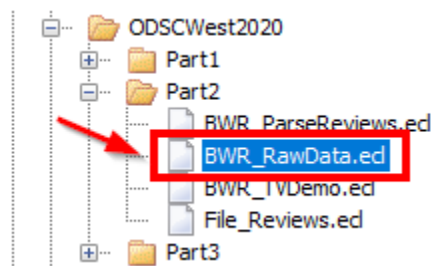 ODSCWest2020
Part1
Part2
BWR_ParseReviews.ecl
BWR_RawData.ecl
BWR_TVDemo.ecl
File_Reviews.ecl
Part3